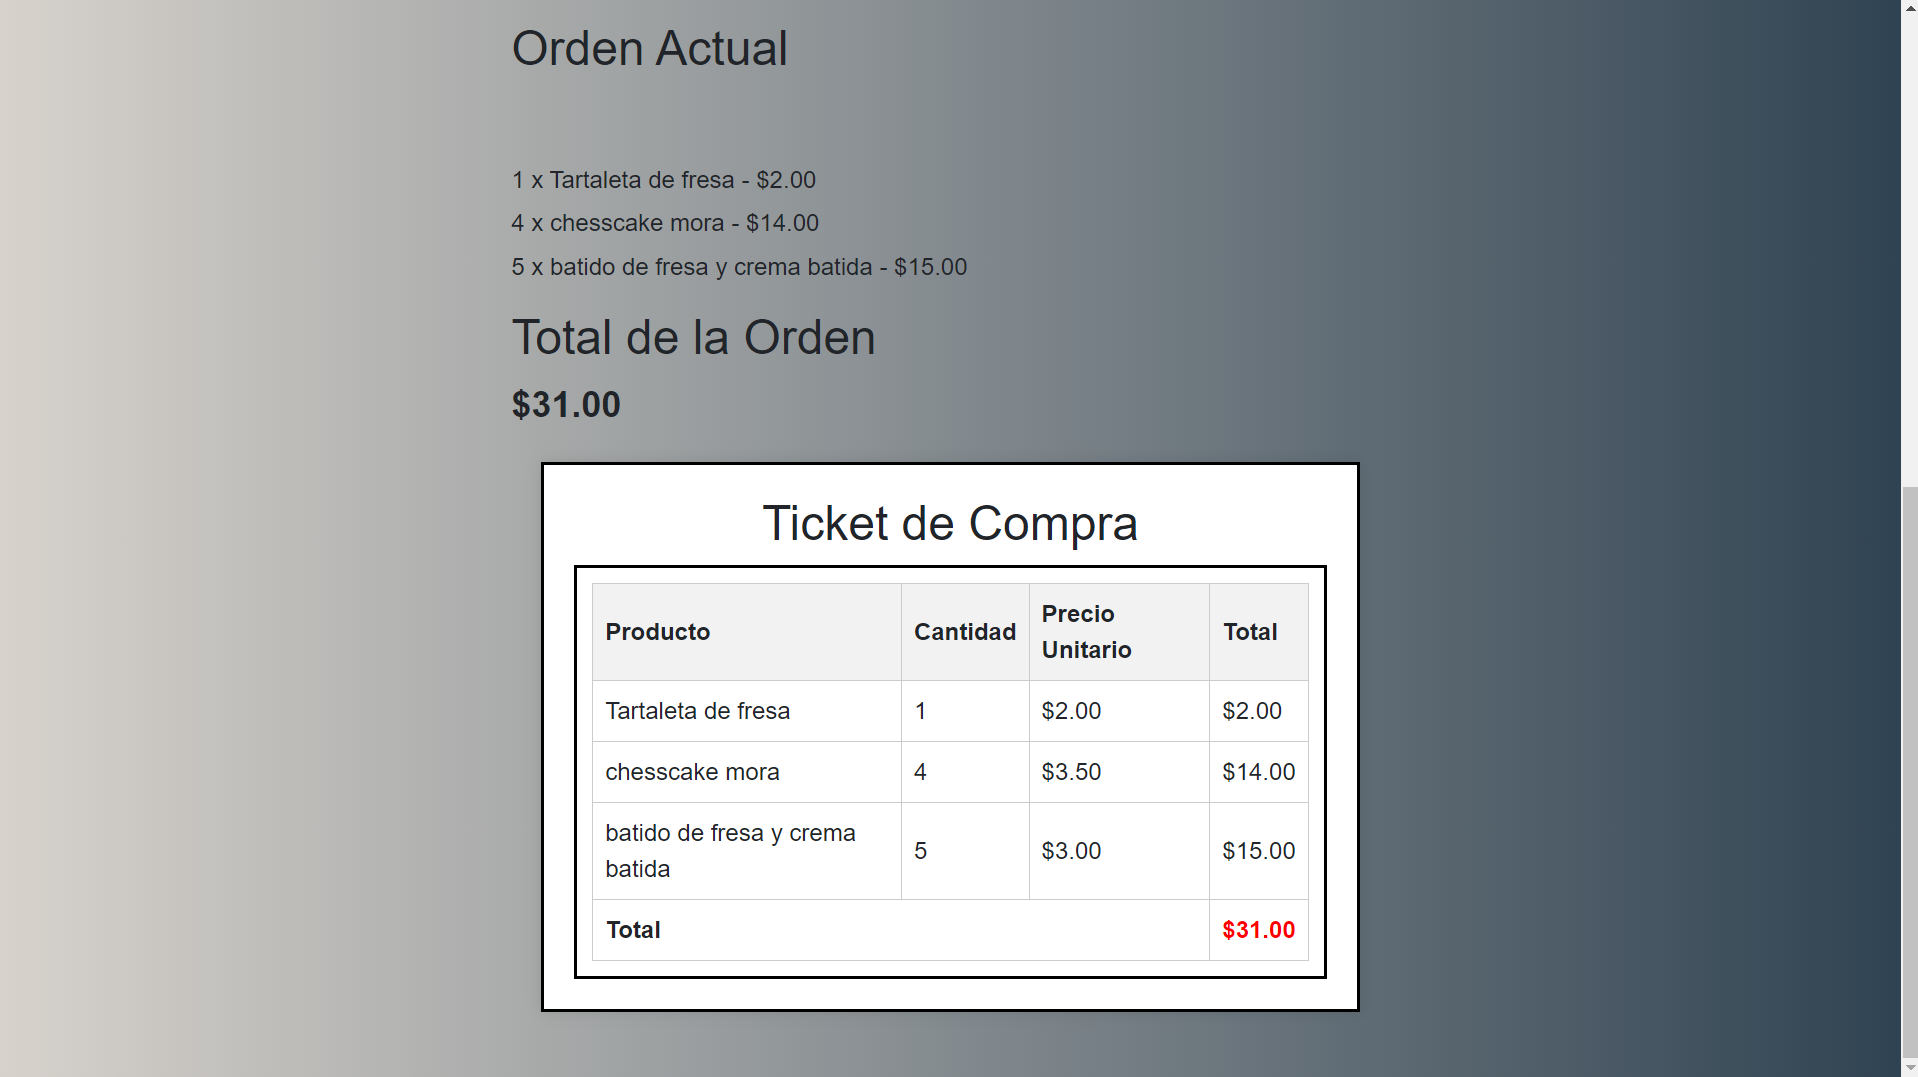 Orden Actual
1 x Tartaleta de fresa - $2.00
4 x chesscake mora - $14.00
5 x batido de fresa y crema batida - $15.00
Total de la Orden
$31.00
Ticket de Compra
Producto Cantidad Precio Unitario Total
Tartaleta de fresa 1 $2.00 $2.00
chesscake mora 4 $3.50 $14.00
batido de fresa y crema batida 5 $3.00 $15.00
Total $31.00